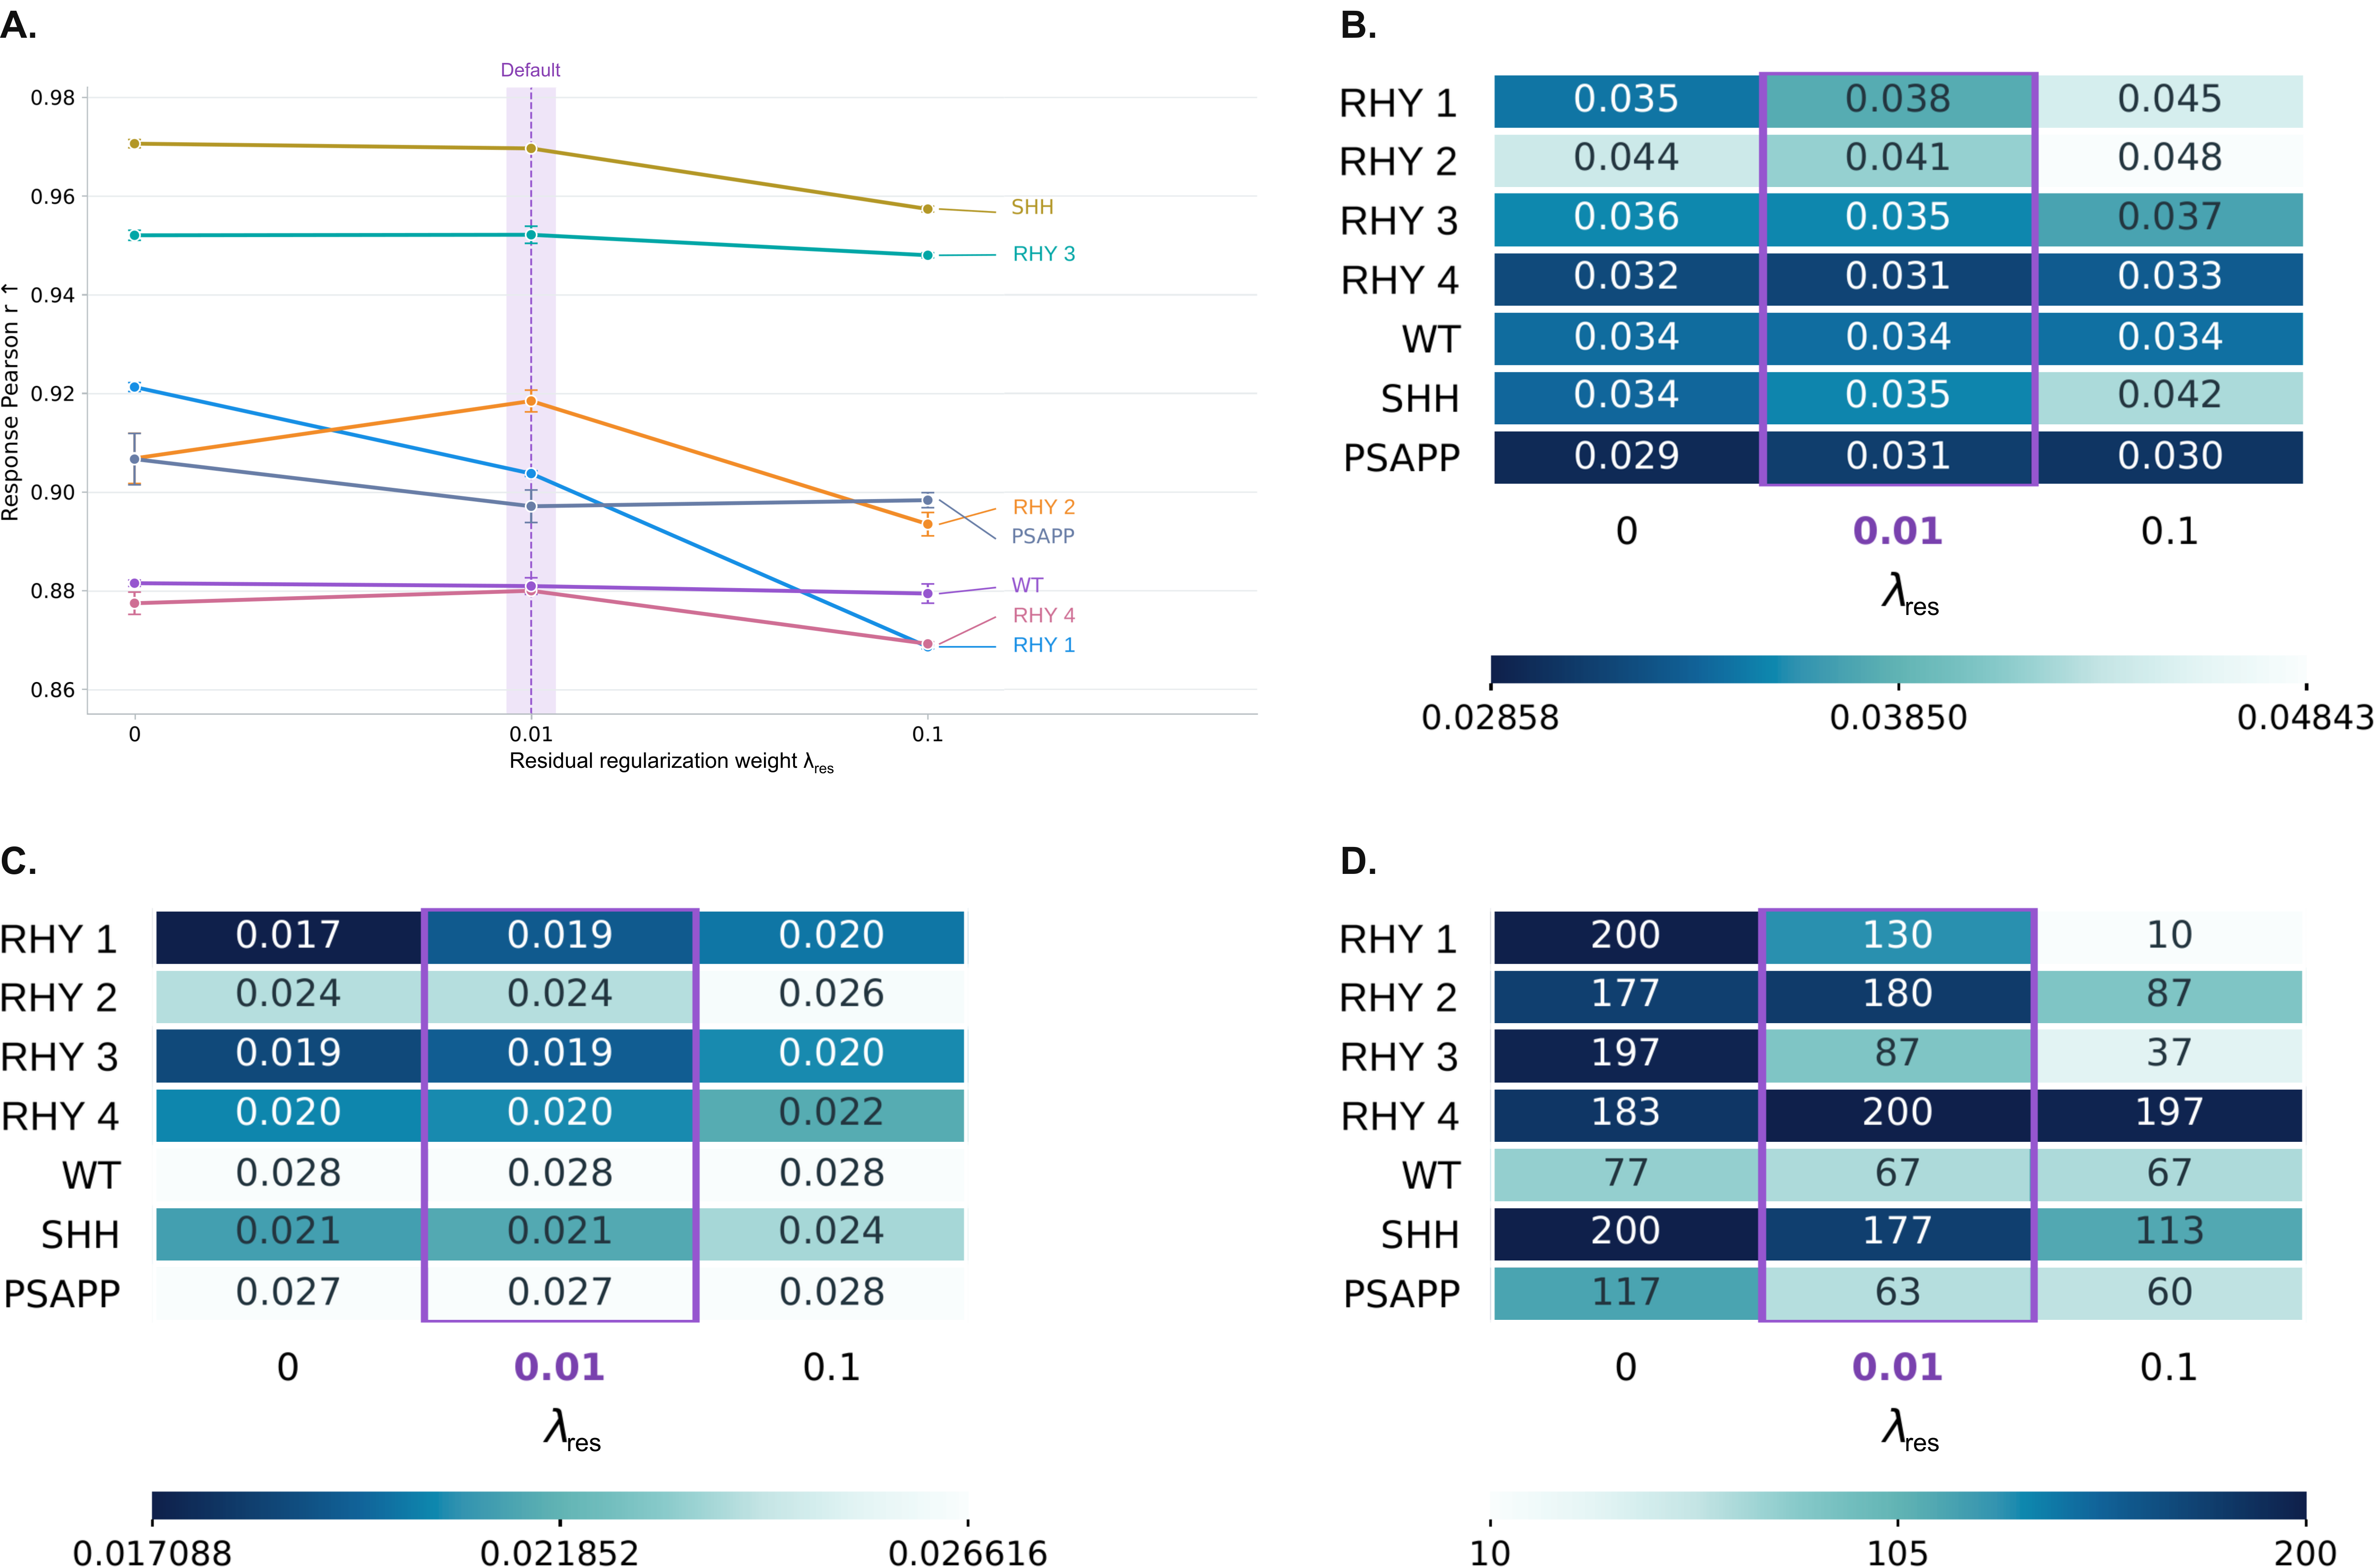 A.
Default
0.98
0.96
0.94
0.92
0.90
0.88
0.86
Response Pearson r ↑
SHH
RHY 3
RHY 2
PSAPP
WT
RHY 4
RHY 1
0 0.01 0.1
Residual regularization weight λres
B.
RHY 1 0.035 0.038 0.045
RHY 2 0.044 0.041 0.048
RHY 3 0.036 0.035 0.037
RHY 4 0.032 0.031 0.033
WT 0.034 0.034 0.034
SHH 0.034 0.035 0.042
PSAPP 0.029 0.031 0.030
0 0.01 0.1
λres
0.02858 0.03850 0.04843
C.
RHY 1 0.017 0.019 0.020
RHY 2 0.024 0.024 0.026
RHY 3 0.019 0.019 0.020
RHY 4 0.020 0.020 0.022
WT 0.028 0.028 0.028
SHH 0.021 0.021 0.024
PSAPP 0.027 0.027 0.028
0 0.01 0.1
λres
0.017088 0.021852 0.026616
D.
RHY 1 200 130 10
RHY 2 177 180 87
RHY 3 197 87 37
RHY 4 183 200 197
WT 77 67 67
SHH 200 177 113
PSAPP 117 63 60
0 0.01 0.1
λres
10 105 200